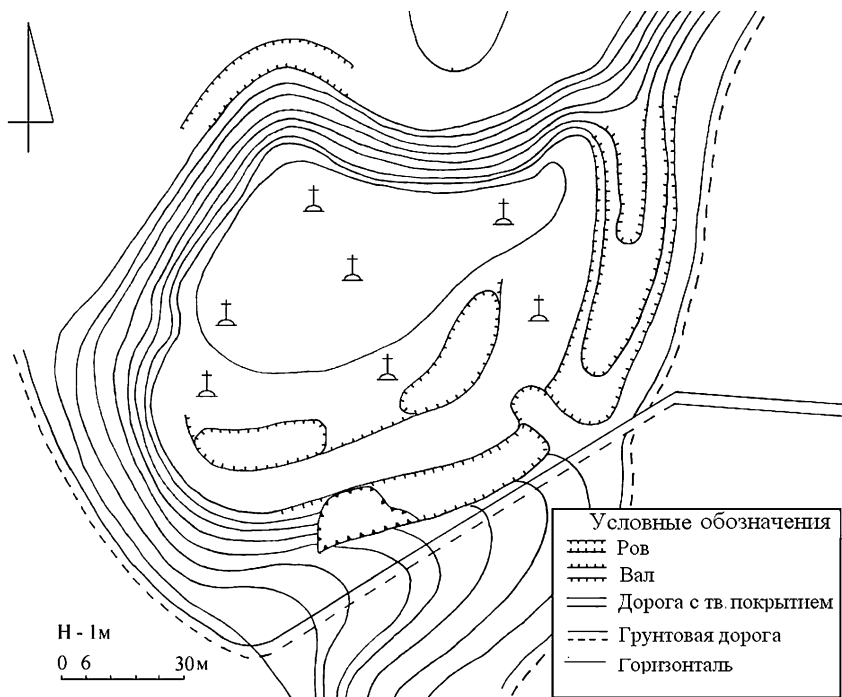 Условные обозначения
Ров
Вал
Дорога с тв. покрытием
Грунтовая дорога
Горизонталь
Н - 1м
0 6 30м